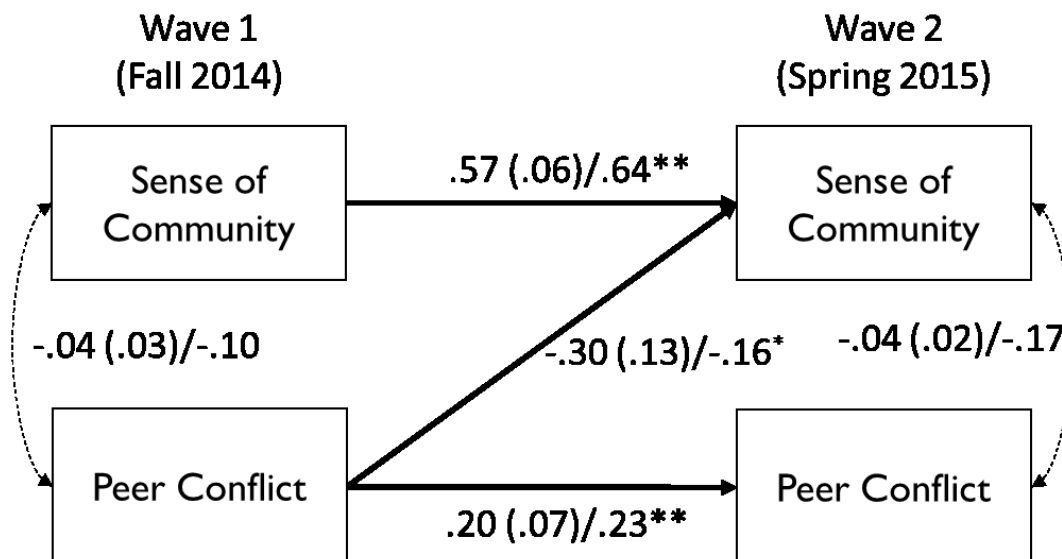 Wave 1
(Fall 2014)
Wave 2
(Spring 2015)
Sense of
Community
.57 (.06)/.64**
Sense of
Community
-.04 (.03)/-.10
-.30 (.13)/-.16*
-.04 (.02)/-.17
Peer Conflict
.20 (.07)/.23**
Peer Conflict